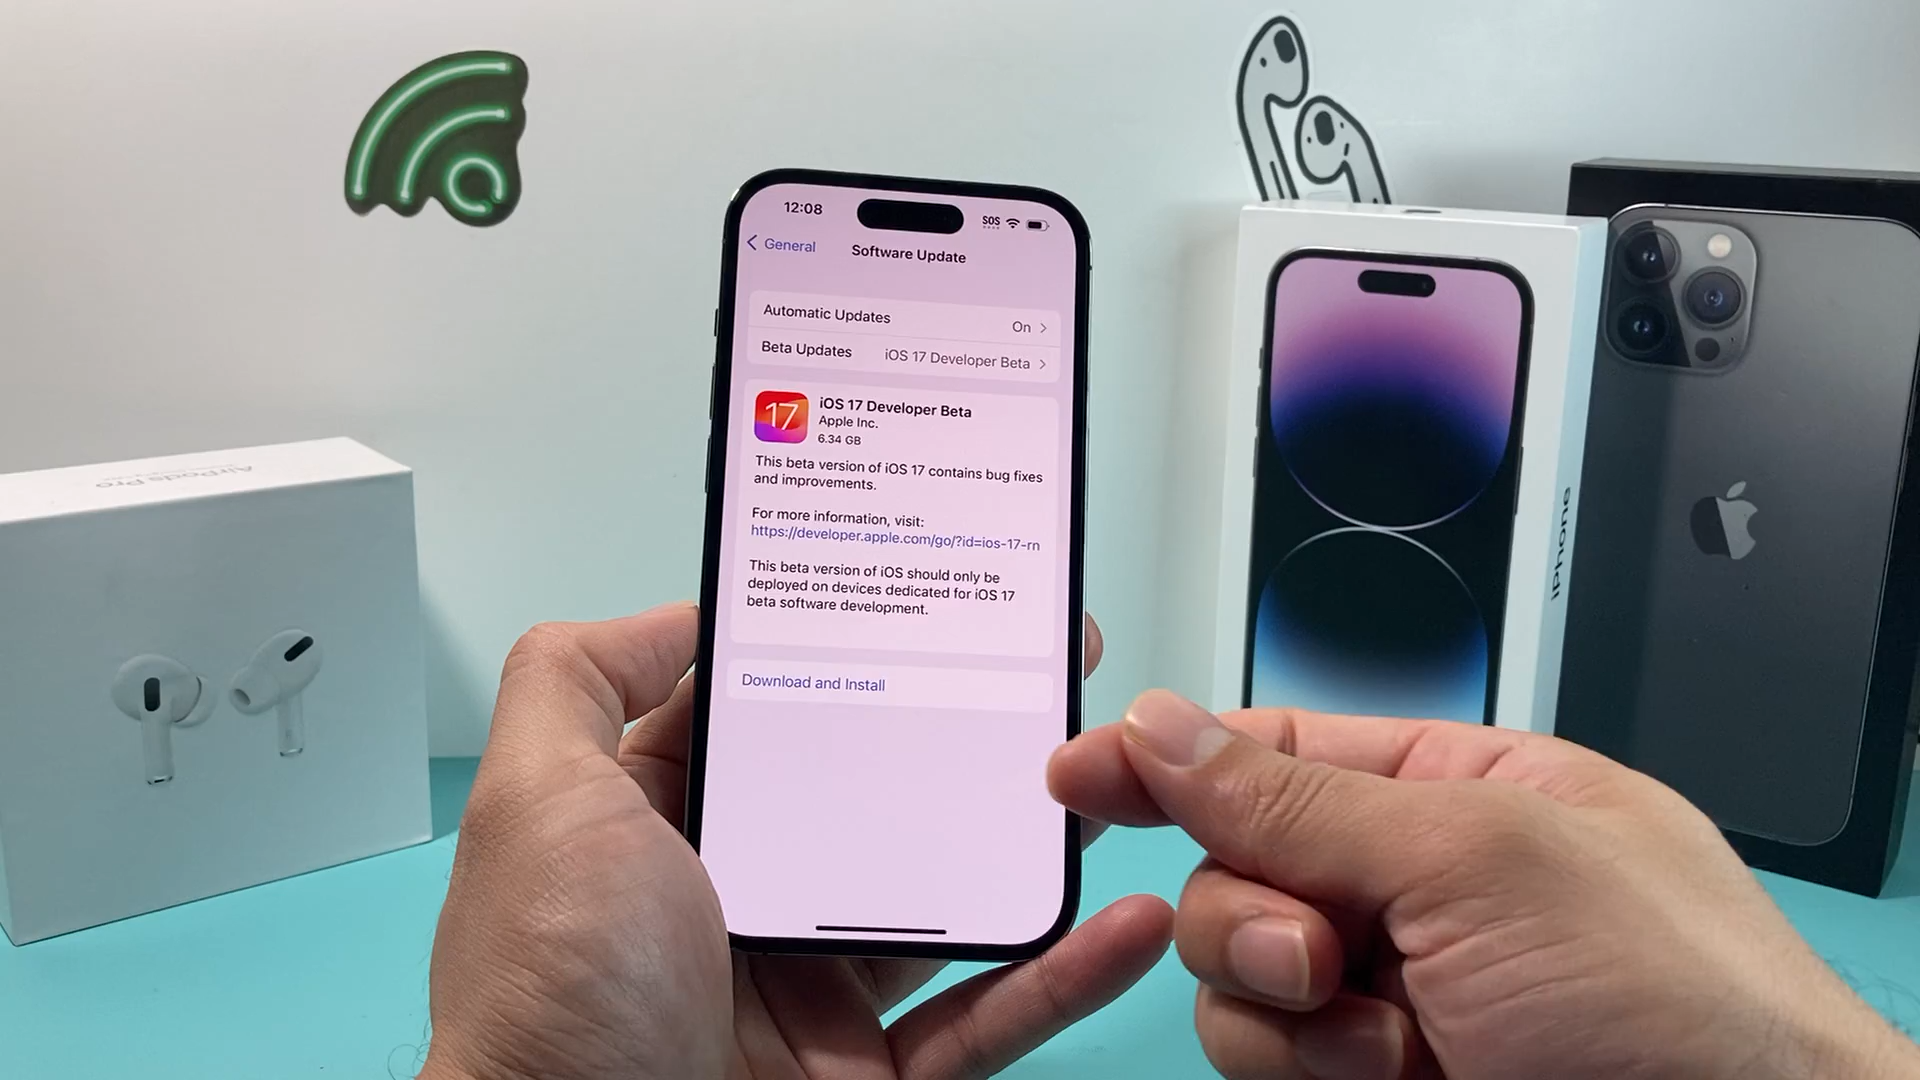 12:08
SOS
General
Software Update
Automatic Updates
On
Beta Updates
iOS 17 Developer Beta
17
iOS 17 Developer Beta
Apple Inc.
6.34 GB
This beta version of iOS 17 contains bug fixes
and improvements.
For more information, visit:
https://developer.apple.com/go/?id=ios-17-rn
This beta version of iOS should only be
deployed on devices dedicated for iOS 17
beta software development.
Download and Install
AirPods Pro
iPhone